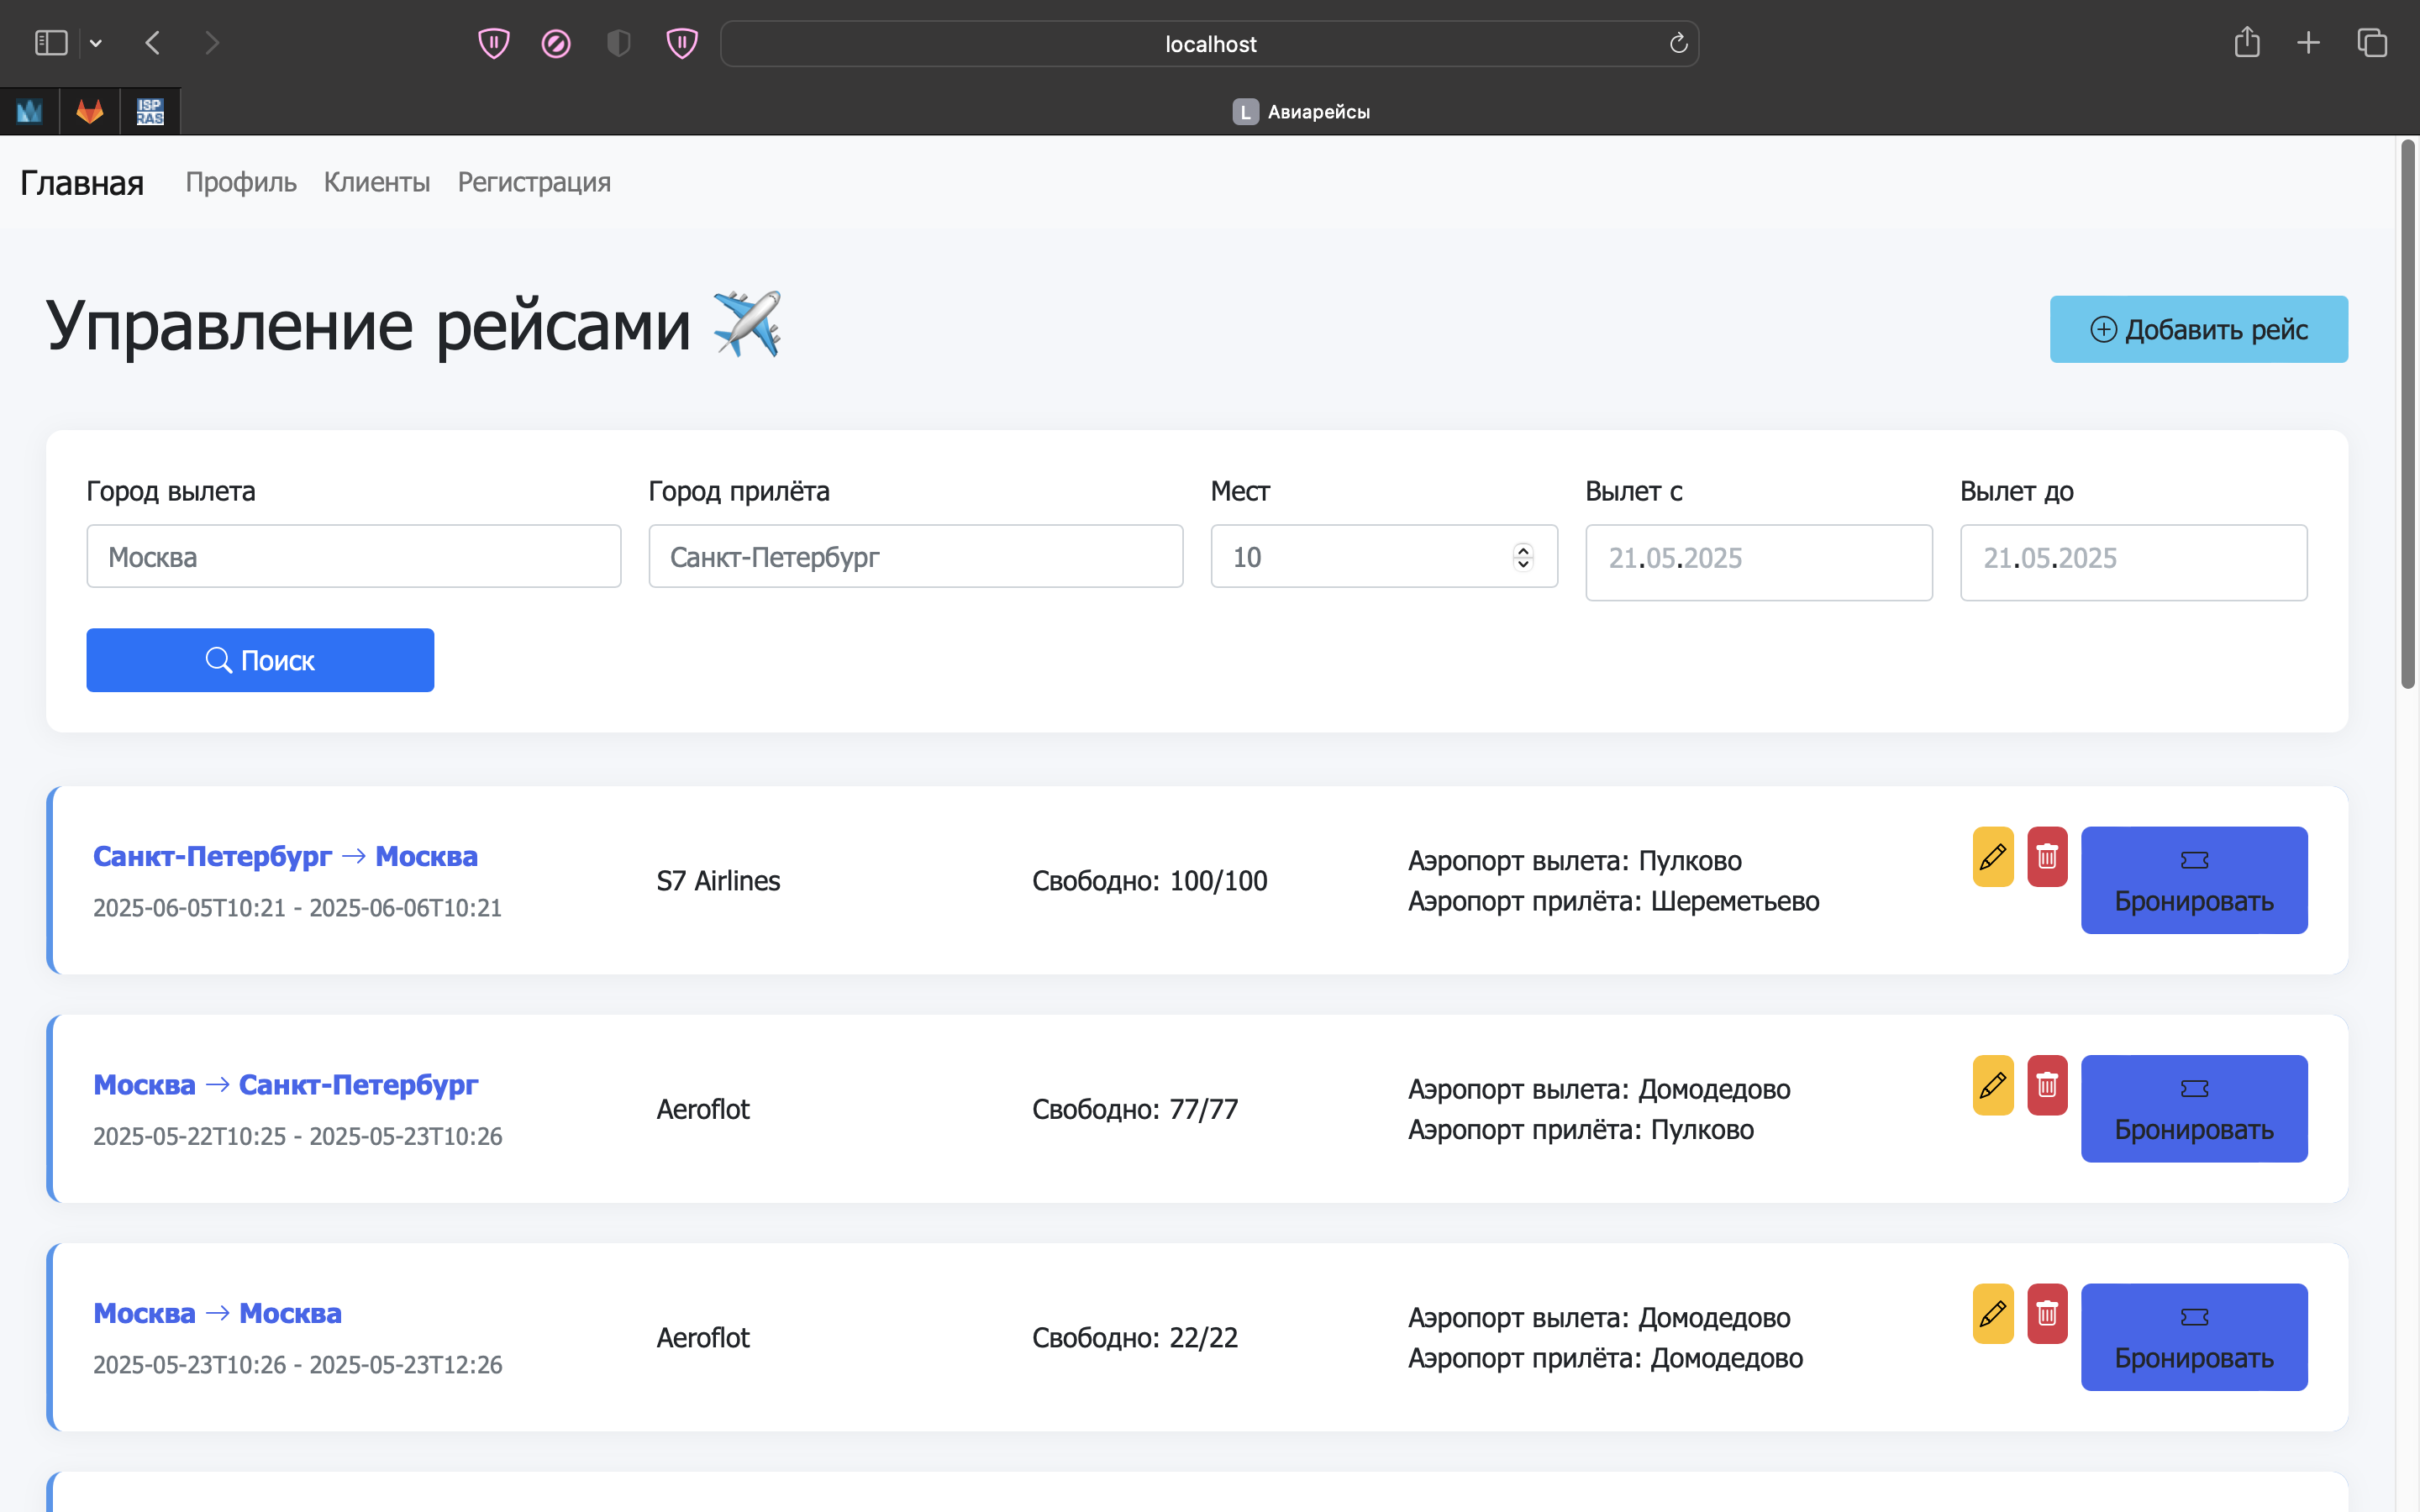 localhost
ISP
RAS
L Авиарейсы
Главная Профиль Клиенты Регистрация
Управление рейсами ✈️
Добавить рейс
Город вылета Город прилёта Мест Вылет с Вылет до
Москва Санкт-Петербург 10 21.05.2025 21.05.2025
Поиск
Санкт-Петербург → Москва
2025-06-05T10:21 - 2025-06-06T10:21
S7 Airlines
Свободно: 100/100
Аэропорт вылета: Пулково
Аэропорт прилёта: Шереметьево
Бронировать
Москва → Санкт-Петербург
2025-05-22T10:25 - 2025-05-23T10:26
Aeroflot
Свободно: 77/77
Аэропорт вылета: Домодедово
Аэропорт прилёта: Пулково
Бронировать
Москва → Москва
2025-05-23T10:26 - 2025-05-23T12:26
Aeroflot
Свободно: 22/22
Аэропорт вылета: Домодедово
Аэропорт прилёта: Домодедово
Бронировать